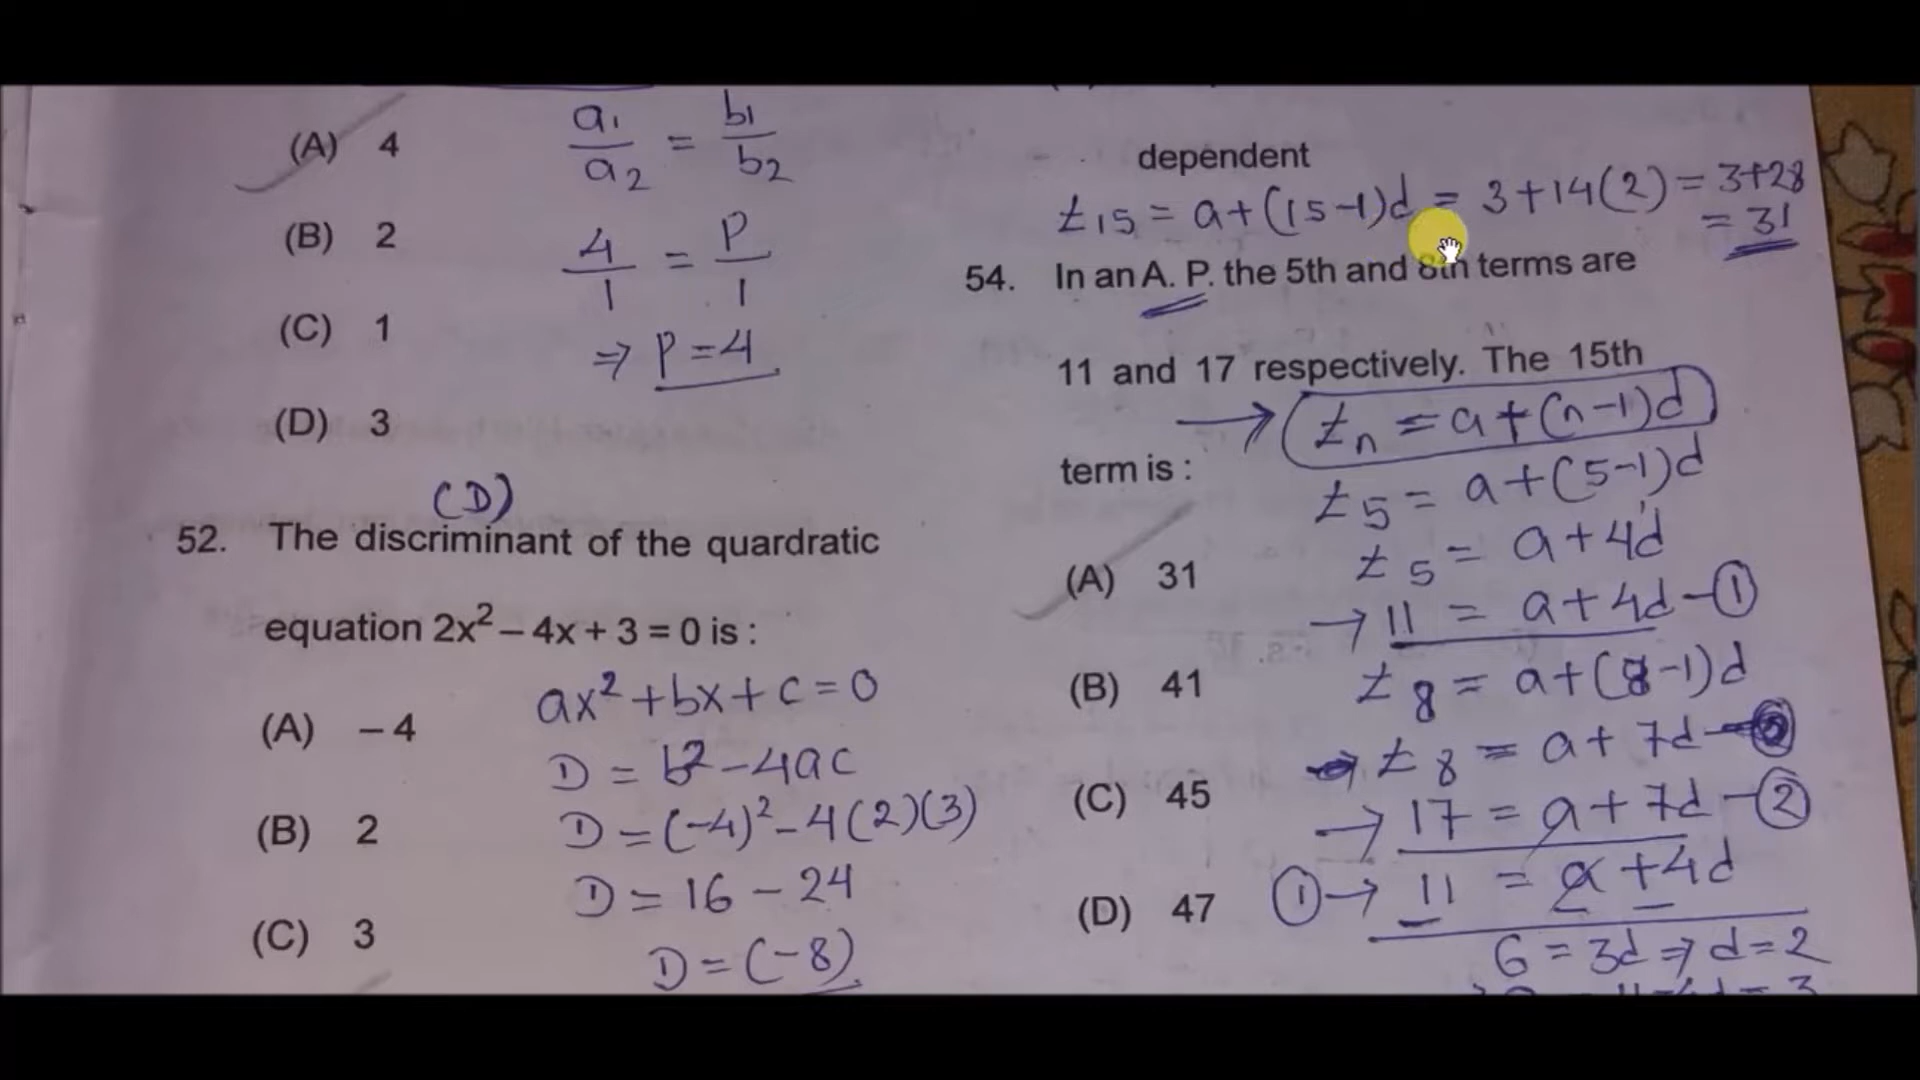 (A) 4
a1/a2 = b1/b2
(B) 2
4/1 = P/1
(C) 1
⇒ P = 4
(D) 3
(D)
52. The discriminant of the quardratic
equation 2x² – 4x + 3 = 0 is :
ax² + bx + c = 0
(A) – 4
D = b² – 4ac
(B) 2
D = (-4)² – 4(2)(3)
D = 16 – 24
(C) 3
D = (-8)
dependent
t15 = a + (15-1)d = 3 + 14(2) = 3+28
= 31
54. In an A. P. the 5th and 8th terms are
11 and 17 respectively. The 15th
→ tn = a + (n-1)d
term is :
t5 = a + (5-1)d
t5 = a + 4d
(A) 31
→ 11 = a + 4d – ①
t8 = a + (8-1)d
(B) 41
→ t8 = a + 7d
(C) 45
→ 17 = a + 7d – ②
(D) 47
① → 11 = a + 4d
6 = 3d ⇒ d = 2